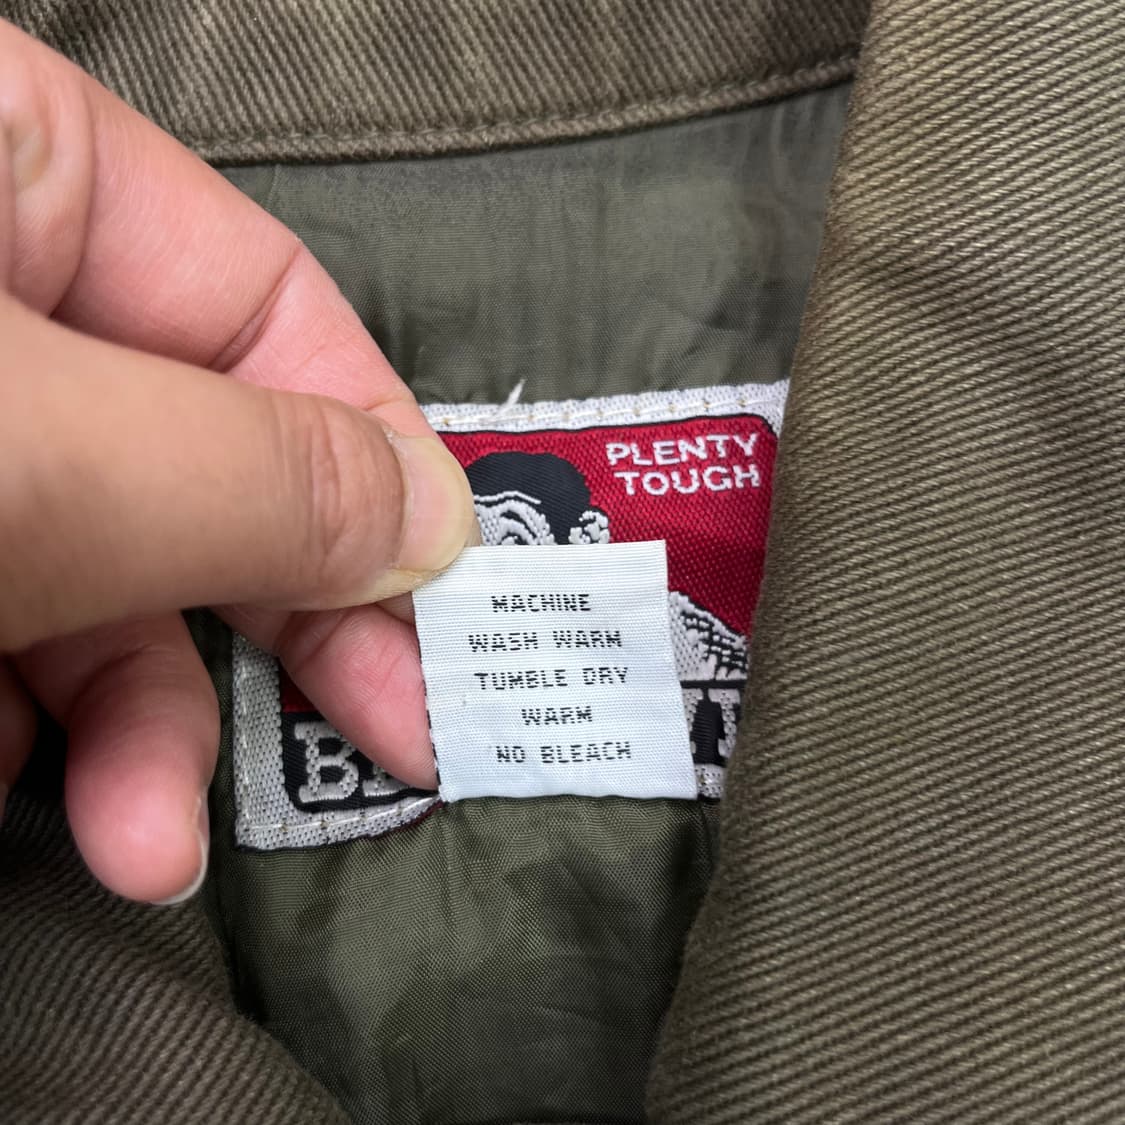 PLENTY
TOUGH
MACHINE
WASH WARM
TUMBLE DRY
WARM
NO BLEACH